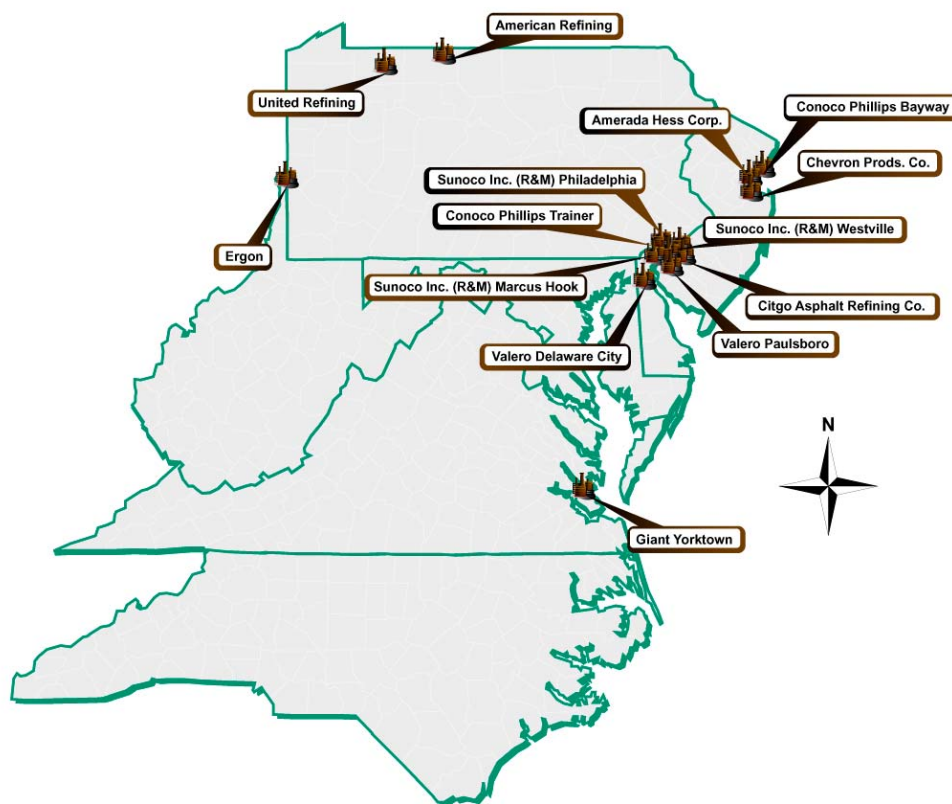 American Refining
United Refining
Conoco Phillips Bayway
Amerada Hess Corp.
Chevron Prods. Co.
Sunoco Inc. (R&M) Philadelphia
Conoco Phillips Trainer
Sunoco Inc. (R&M) Westville
Ergon
Sunoco Inc. (R&M) Marcus Hook
Citgo Asphalt Refining Co.
Valero Paulsboro
Valero Delaware City
N
Giant Yorktown